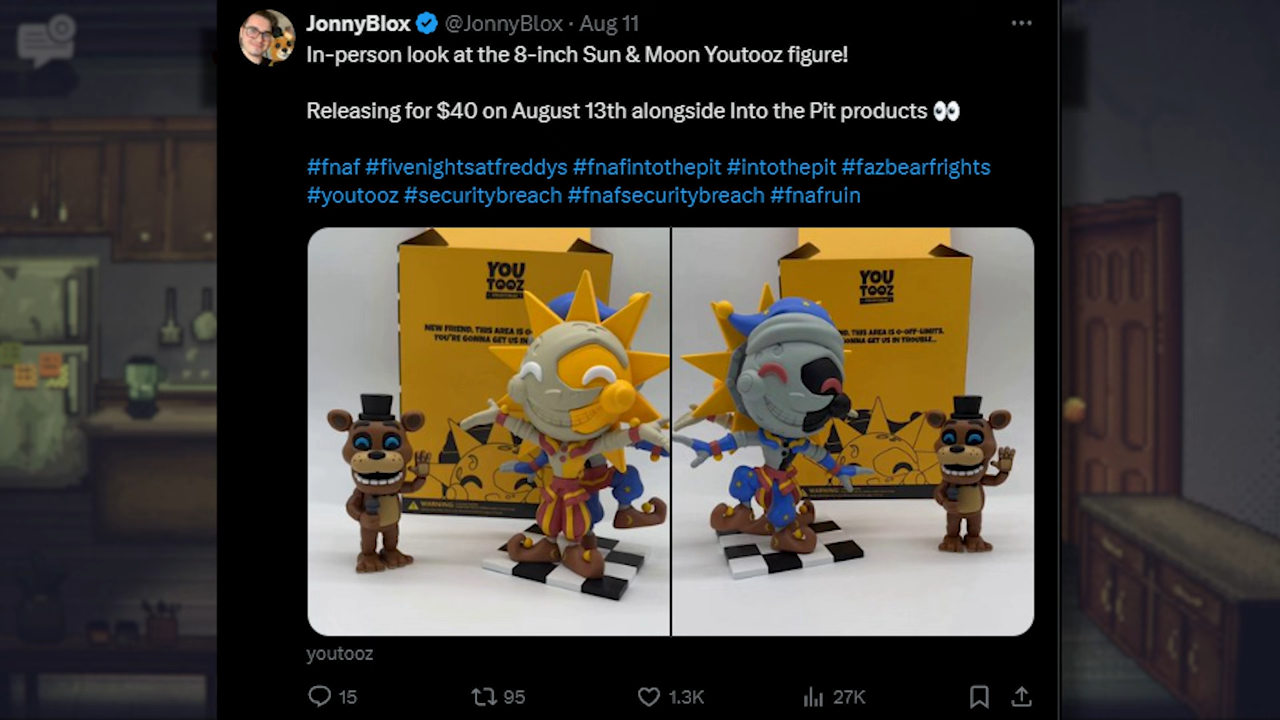 JonnyBlox @JonnyBlox · Aug 11
In-person look at the 8-inch Sun & Moon Youtooz figure!
Releasing for $40 on August 13th alongside Into the Pit products 👀
#fnaf #fivenightsatfreddys #fnafintothepit #intothepit #fazbearfrights
#youtooz #securitybreach #fnafsecuritybreach #fnafruin
YOU
TOOZ
NEW FRIEND, THIS AREA IS O-
YOU'RE GONNA GET US IN
WARNING
YOU
TOOZ
THIS AREA IS O-OFF-LIMITS.
GONNA GET US IN TROUBLE...
youtooz
15 95 1.3K 27K